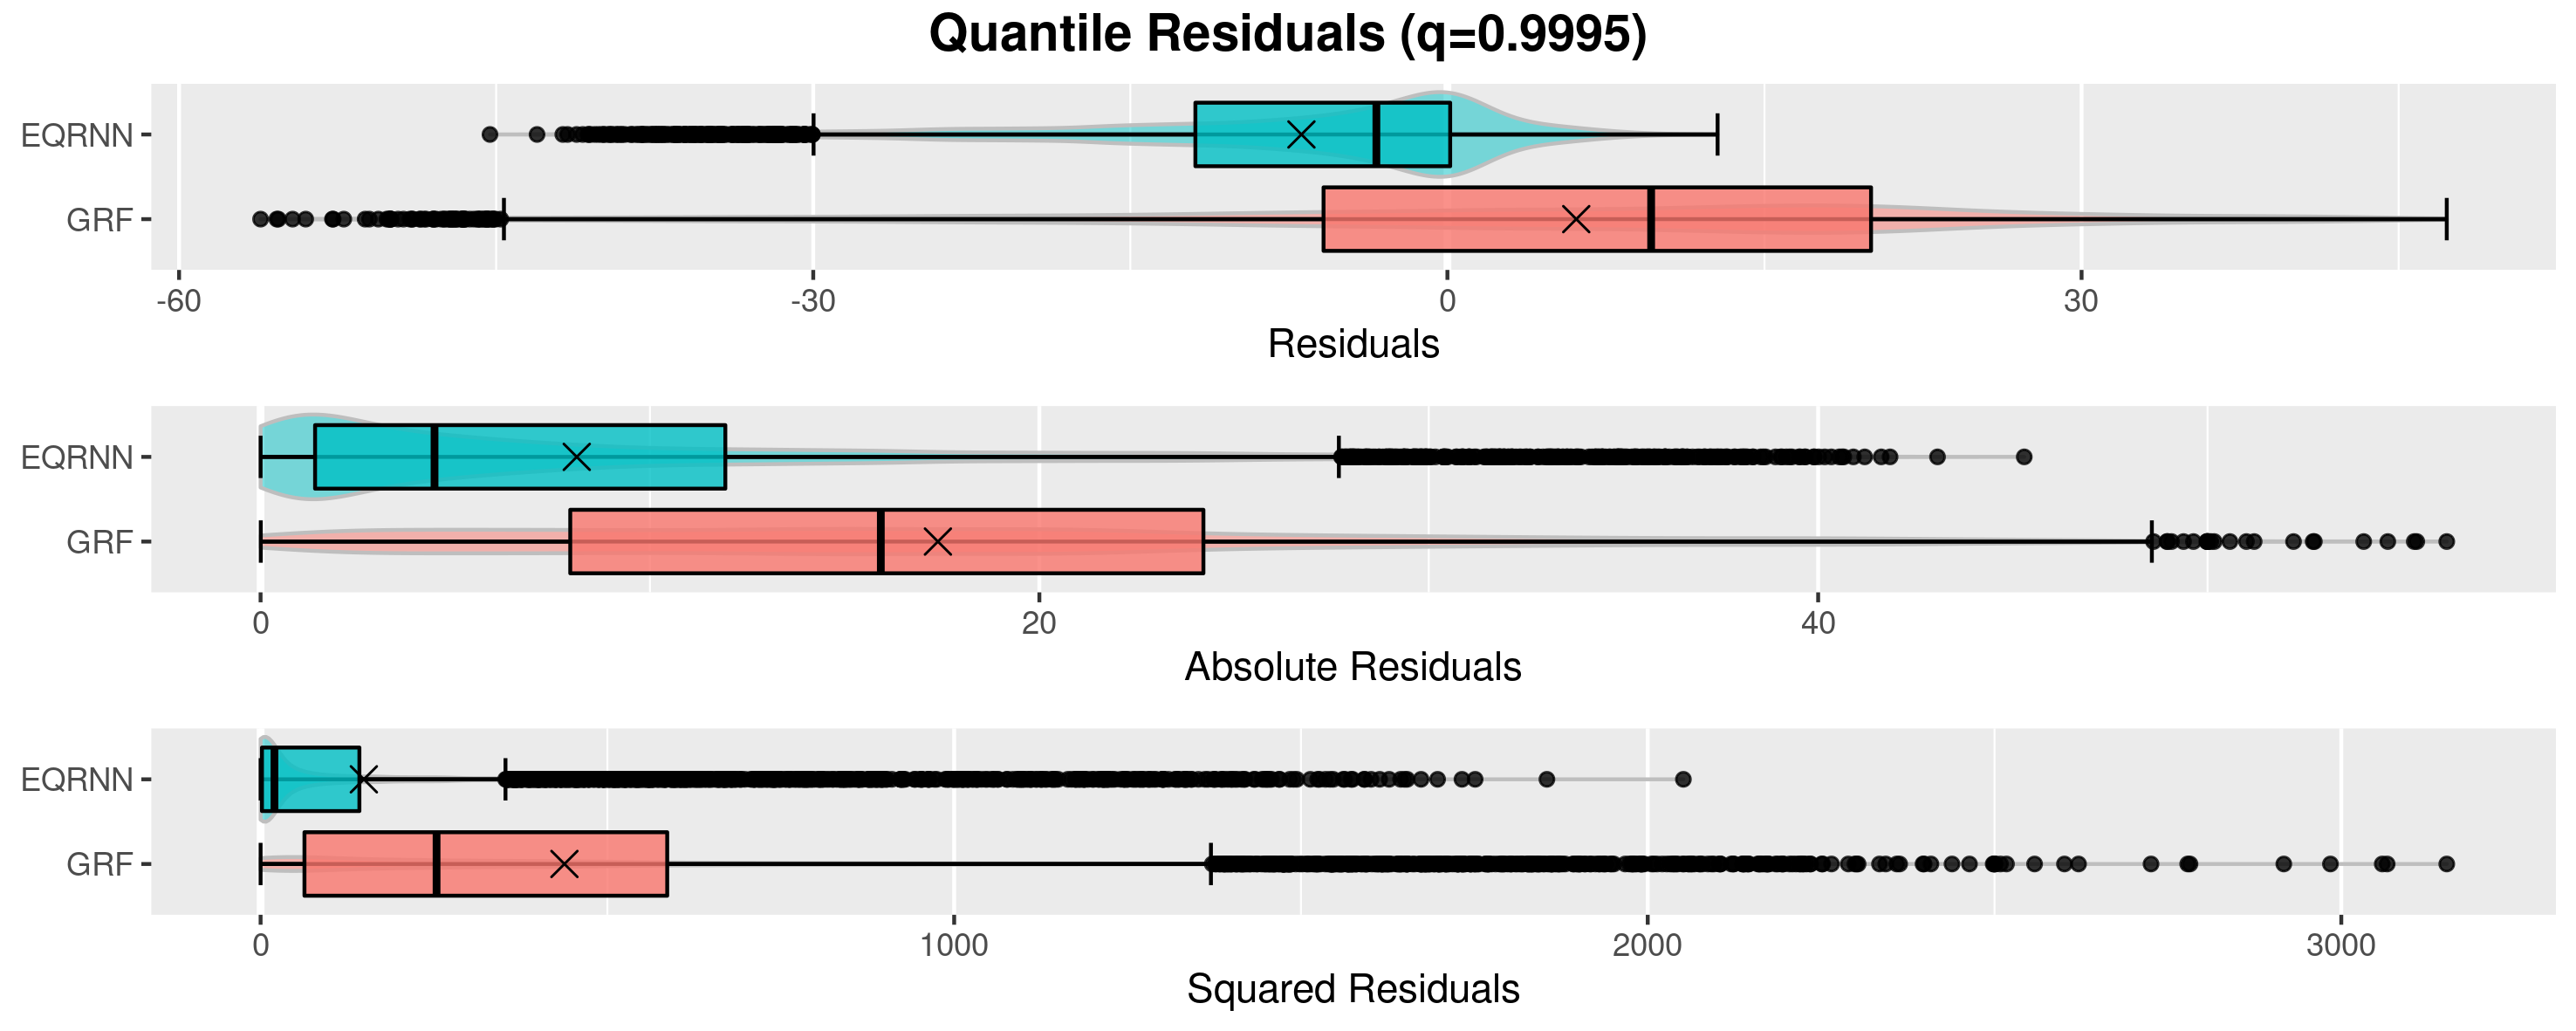 Quantile Residuals (q=0.9995)
EQRNN
GRF
-60 -30 0 30
Residuals
EQRNN
GRF
0 20 40
Absolute Residuals
EQRNN
GRF
0 1000 2000 3000
Squared Residuals